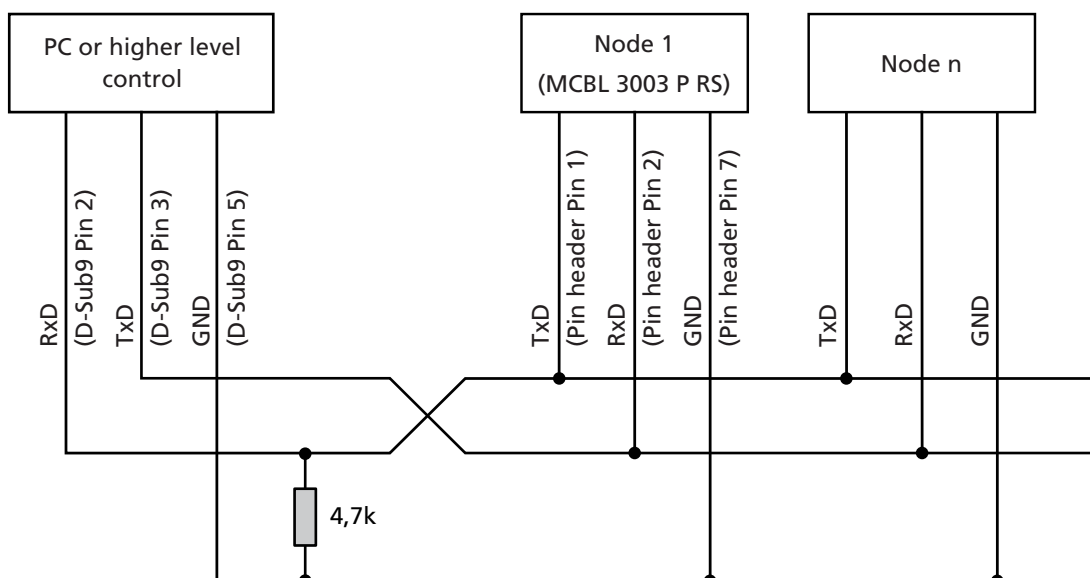 PC or higher level
control
Node 1
(MCBL 3003 P RS)
Node n
RxD
(D-Sub9 Pin 2)
TxD
(D-Sub9 Pin 3)
GND
(D-Sub9 Pin 5)
TxD
(Pin header Pin 1)
RxD
(Pin header Pin 2)
GND
(Pin header Pin 7)
TxD
RxD
GND
4,7k